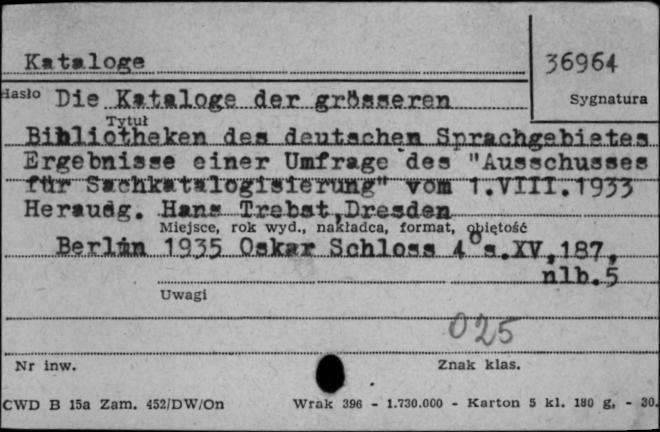 Kataloge
36964
Hasło Die Kataloge der grösseren
Sygnatura
Tytuł
Bibliotheken des deutschen Sprachgebietes
Ergebnisse einer Umfrage des "Ausschusses
für Sachkatalogisierung" vom 1.VIII.1933
Herausg. Hans Trebst,Dresden
Miejsce, rok wyd., nakładca, format, objętość
Berlin 1935 Oskar Schloss 4° s.XV,187,
nlb.5
Uwagi
025
Nr inw.
Znak klas.
CWD B 15a Zam. 452/DW/On Wrak 396 - 1.730.000 - Karton 5 kl. 180 g, - 30.